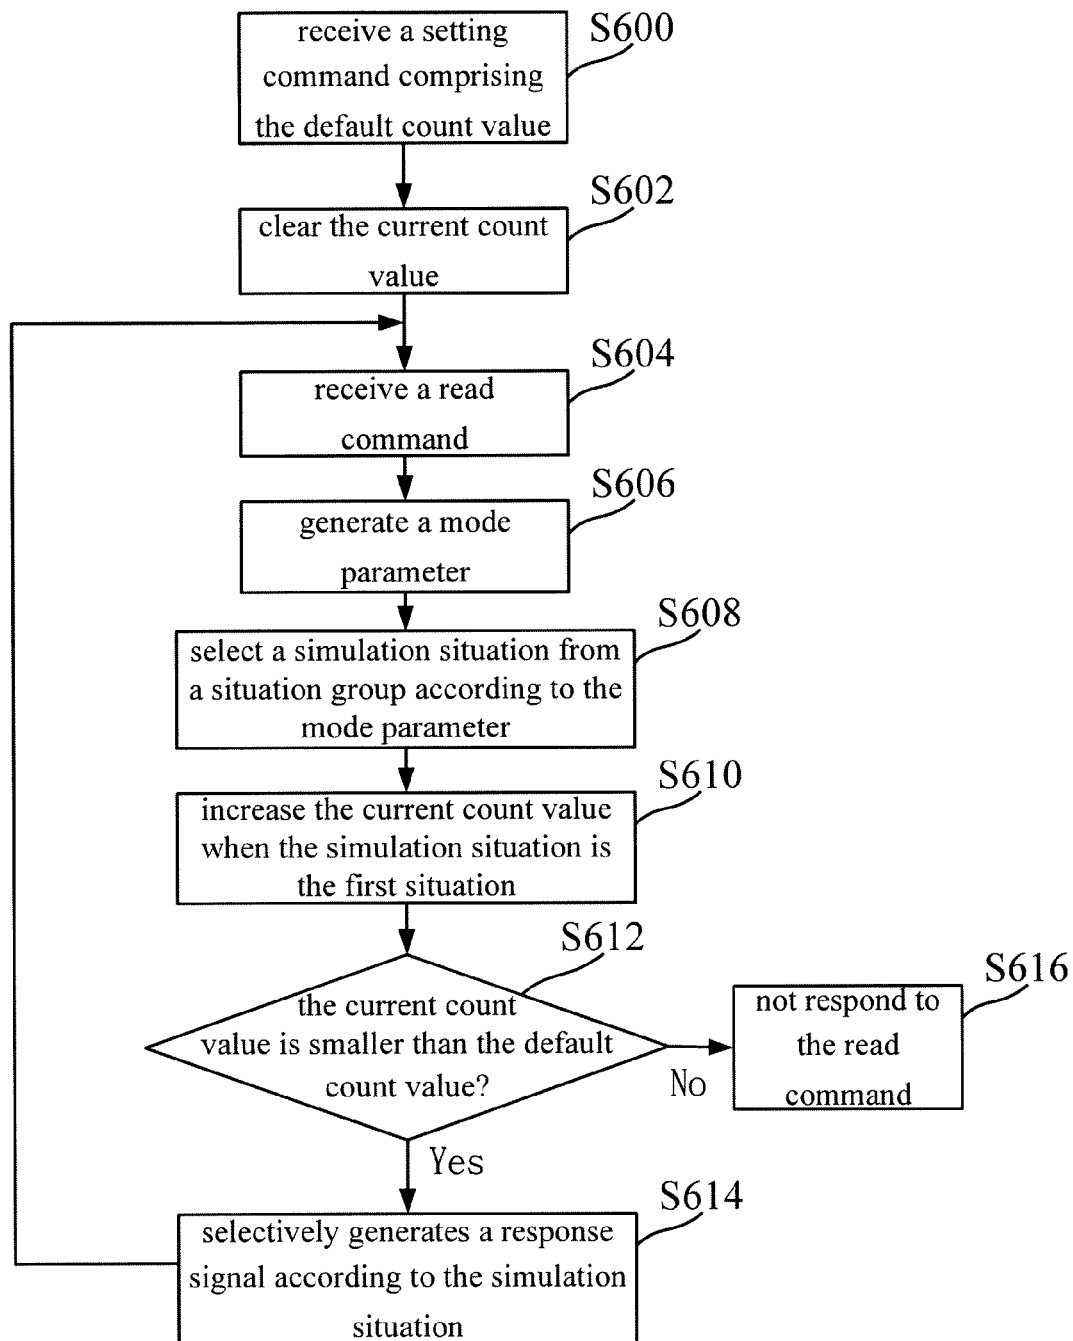 receive a setting
command comprising
the default count value
S600
clear the current count
value
S602
receive a read
command
S604
generate a mode
parameter
S606
select a simulation situation from
a situation group according to the
mode parameter
S608
increase the current count value
when the simulation situation is
the first situation
S610
the current count
value is smaller than the default
count value?
S612
No
not respond to
the read
command
S616
Yes
selectively generates a response
signal according to the simulation
situation
S614